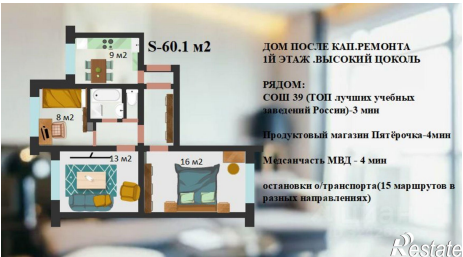 S-60.1 м2
9 м2
8 м2
13 м2
16 м2
ДОМ ПОСЛЕ КАП.РЕМОНТА
1Й ЭТАЖ .ВЫСОКИЙ ЦОКОЛЬ
РЯДОМ:
СОШ 39 (ТОП лучших учебных
заведений России)-3 мин
Продуктовый магазин Пятёрочка-4мин
Медсанчасть МВД - 4 мин
остановки о/транспорта(15 маршрутов в
разных направлениях)
Restate